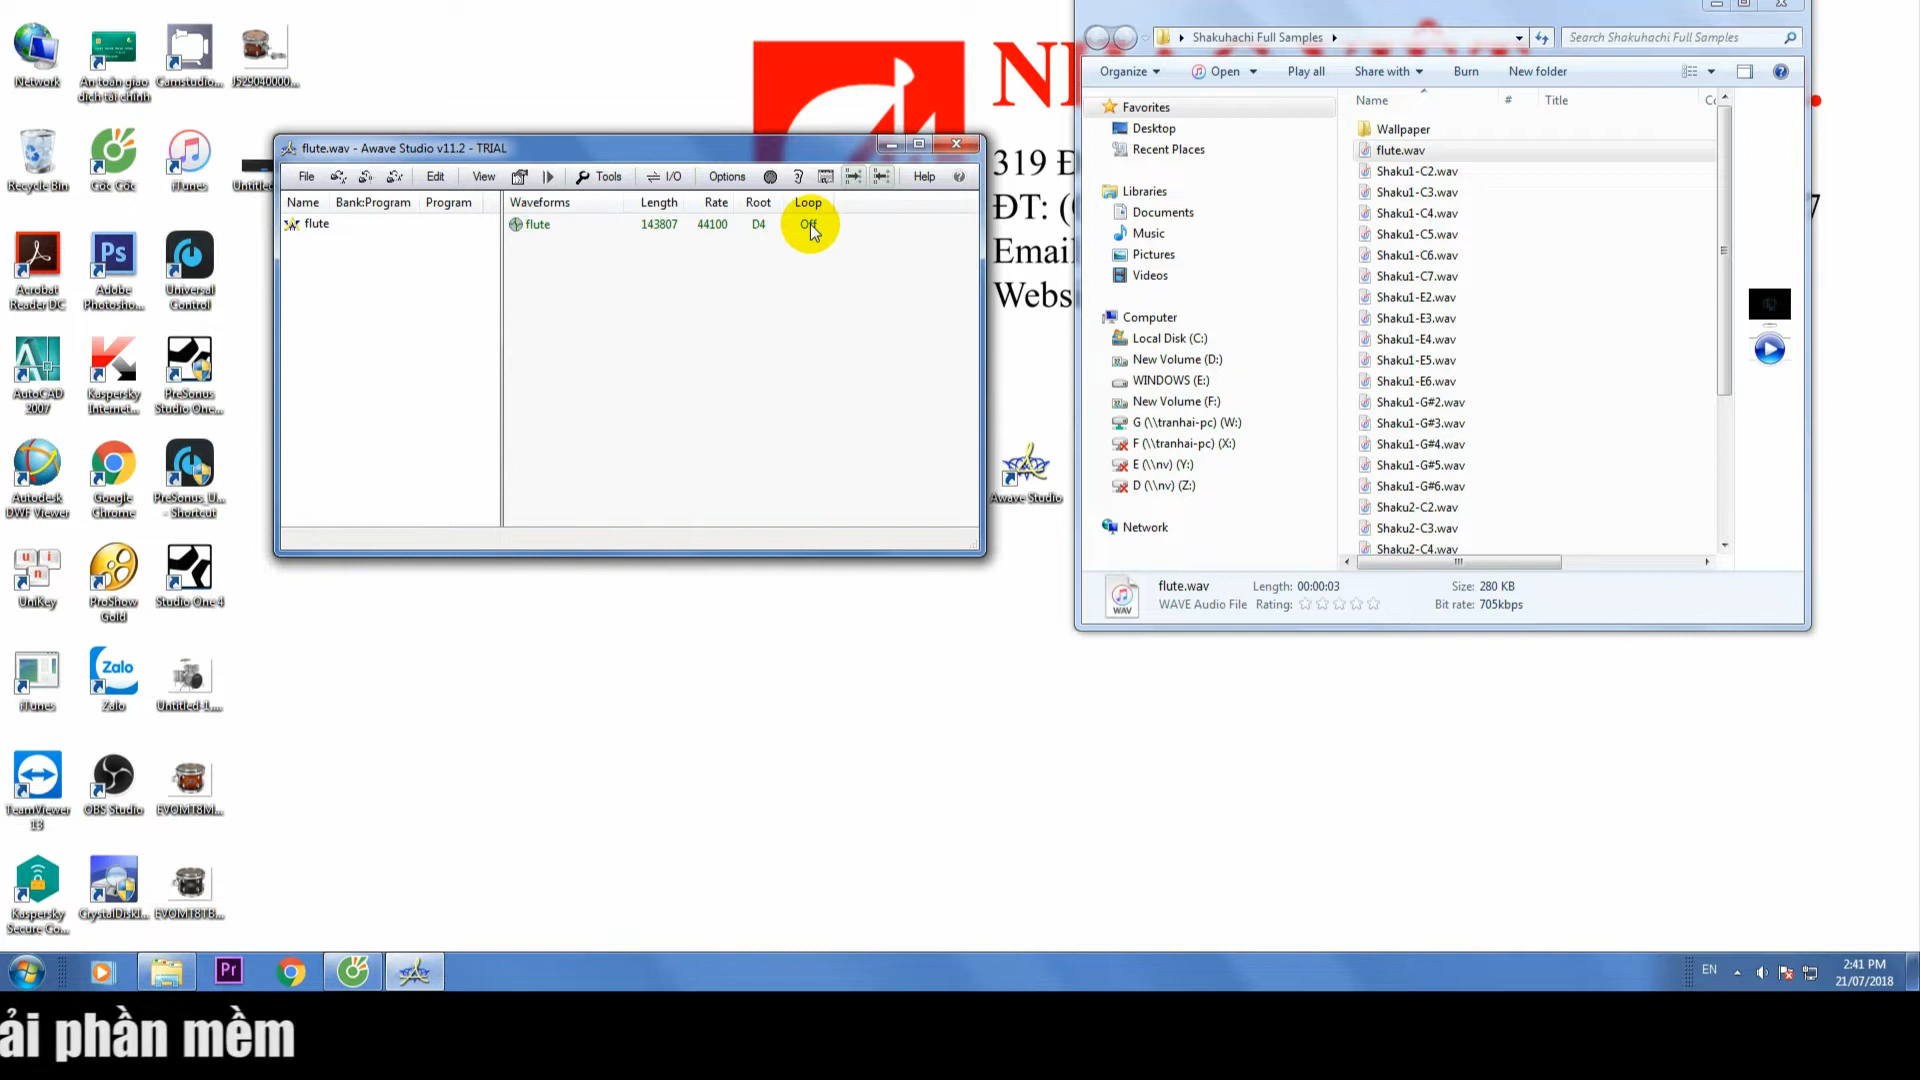 Network
An toàn giao
dịch tài chính
Camstudio...
JS29040000...
Recycle Bin
Cốc Cốc
iTunes
Acrobat
Reader DC
Adobe
Photosho...
Universal
Control
AutoCAD
2007
Kaspersky
Internet...
PreSonus
Studio One...
Autodesk
DWF Viewer
Google
Chrome
PreSonus_U...
- Shortcut
UniKey
ProShow
Gold
Studio One 4
iTunes
Zalo
Zalo
Untitled-1....
TeamViewer
13
OBS Studio
EVOMT8M...
Kaspersky
Secure Co...
CrystalDiskI...
EVOMT8TB...
flute.wav - Awave Studio v11.2 - TRIAL
File Edit View Tools I/O Options Help
Name Bank:Program Program Waveforms Length Rate Root Loop
flute flute 143807 44100 D4 Off
319 Đ
ĐT: (
Email
Webs
Awave Studio
Shakuhachi Full Samples
Search Shakuhachi Full Samples
Organize Open Play all Share with Burn New folder
Favorites
Desktop
Recent Places
Libraries
Documents
Music
Pictures
Videos
Computer
Local Disk (C:)
New Volume (D:)
WINDOWS (E:)
New Volume (F:)
G (\\tranhai-pc) (W:)
F (\\tranhai-pc) (X:)
E (\\nv) (Y:)
D (\\nv) (Z:)
Network
Name # Title
Wallpaper
flute.wav
Shaku1-C2.wav
Shaku1-C3.wav
Shaku1-C4.wav
Shaku1-C5.wav
Shaku1-C6.wav
Shaku1-C7.wav
Shaku1-E2.wav
Shaku1-E3.wav
Shaku1-E4.wav
Shaku1-E5.wav
Shaku1-E6.wav
Shaku1-G#2.wav
Shaku1-G#3.wav
Shaku1-G#4.wav
Shaku1-G#5.wav
Shaku1-G#6.wav
Shaku2-C2.wav
Shaku2-C3.wav
Shaku2-C4.wav
WAV
flute.wav Length: 00:00:03 Size: 280 KB
WAVE Audio File Rating: Bit rate: 705kbps
EN
2:41 PM
21/07/2018
ải phần mềm